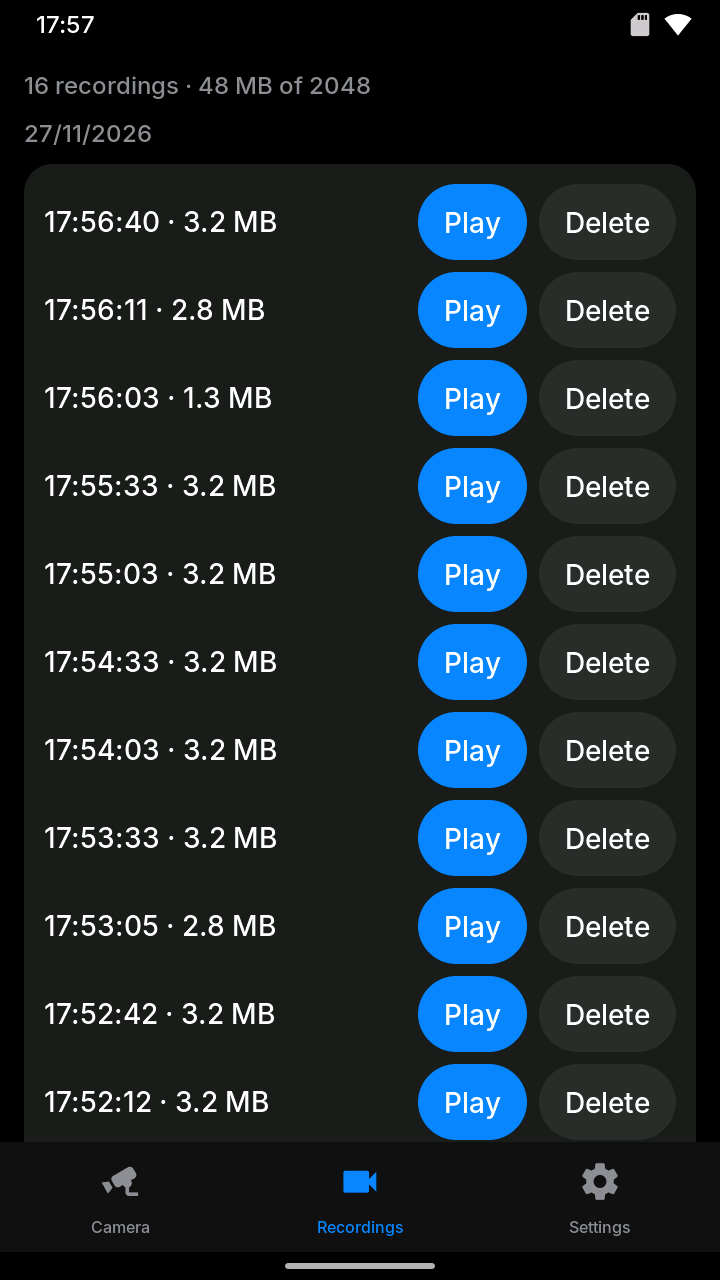 17:57
16 recordings · 48 MB of 2048
27/11/2026
17:56:40 · 3.2 MB Play Delete
17:56:11 · 2.8 MB Play Delete
17:56:03 · 1.3 MB Play Delete
17:55:33 · 3.2 MB Play Delete
17:55:03 · 3.2 MB Play Delete
17:54:33 · 3.2 MB Play Delete
17:54:03 · 3.2 MB Play Delete
17:53:33 · 3.2 MB Play Delete
17:53:05 · 2.8 MB Play Delete
17:52:42 · 3.2 MB Play Delete
17:52:12 · 3.2 MB Play Delete
Camera Recordings Settings